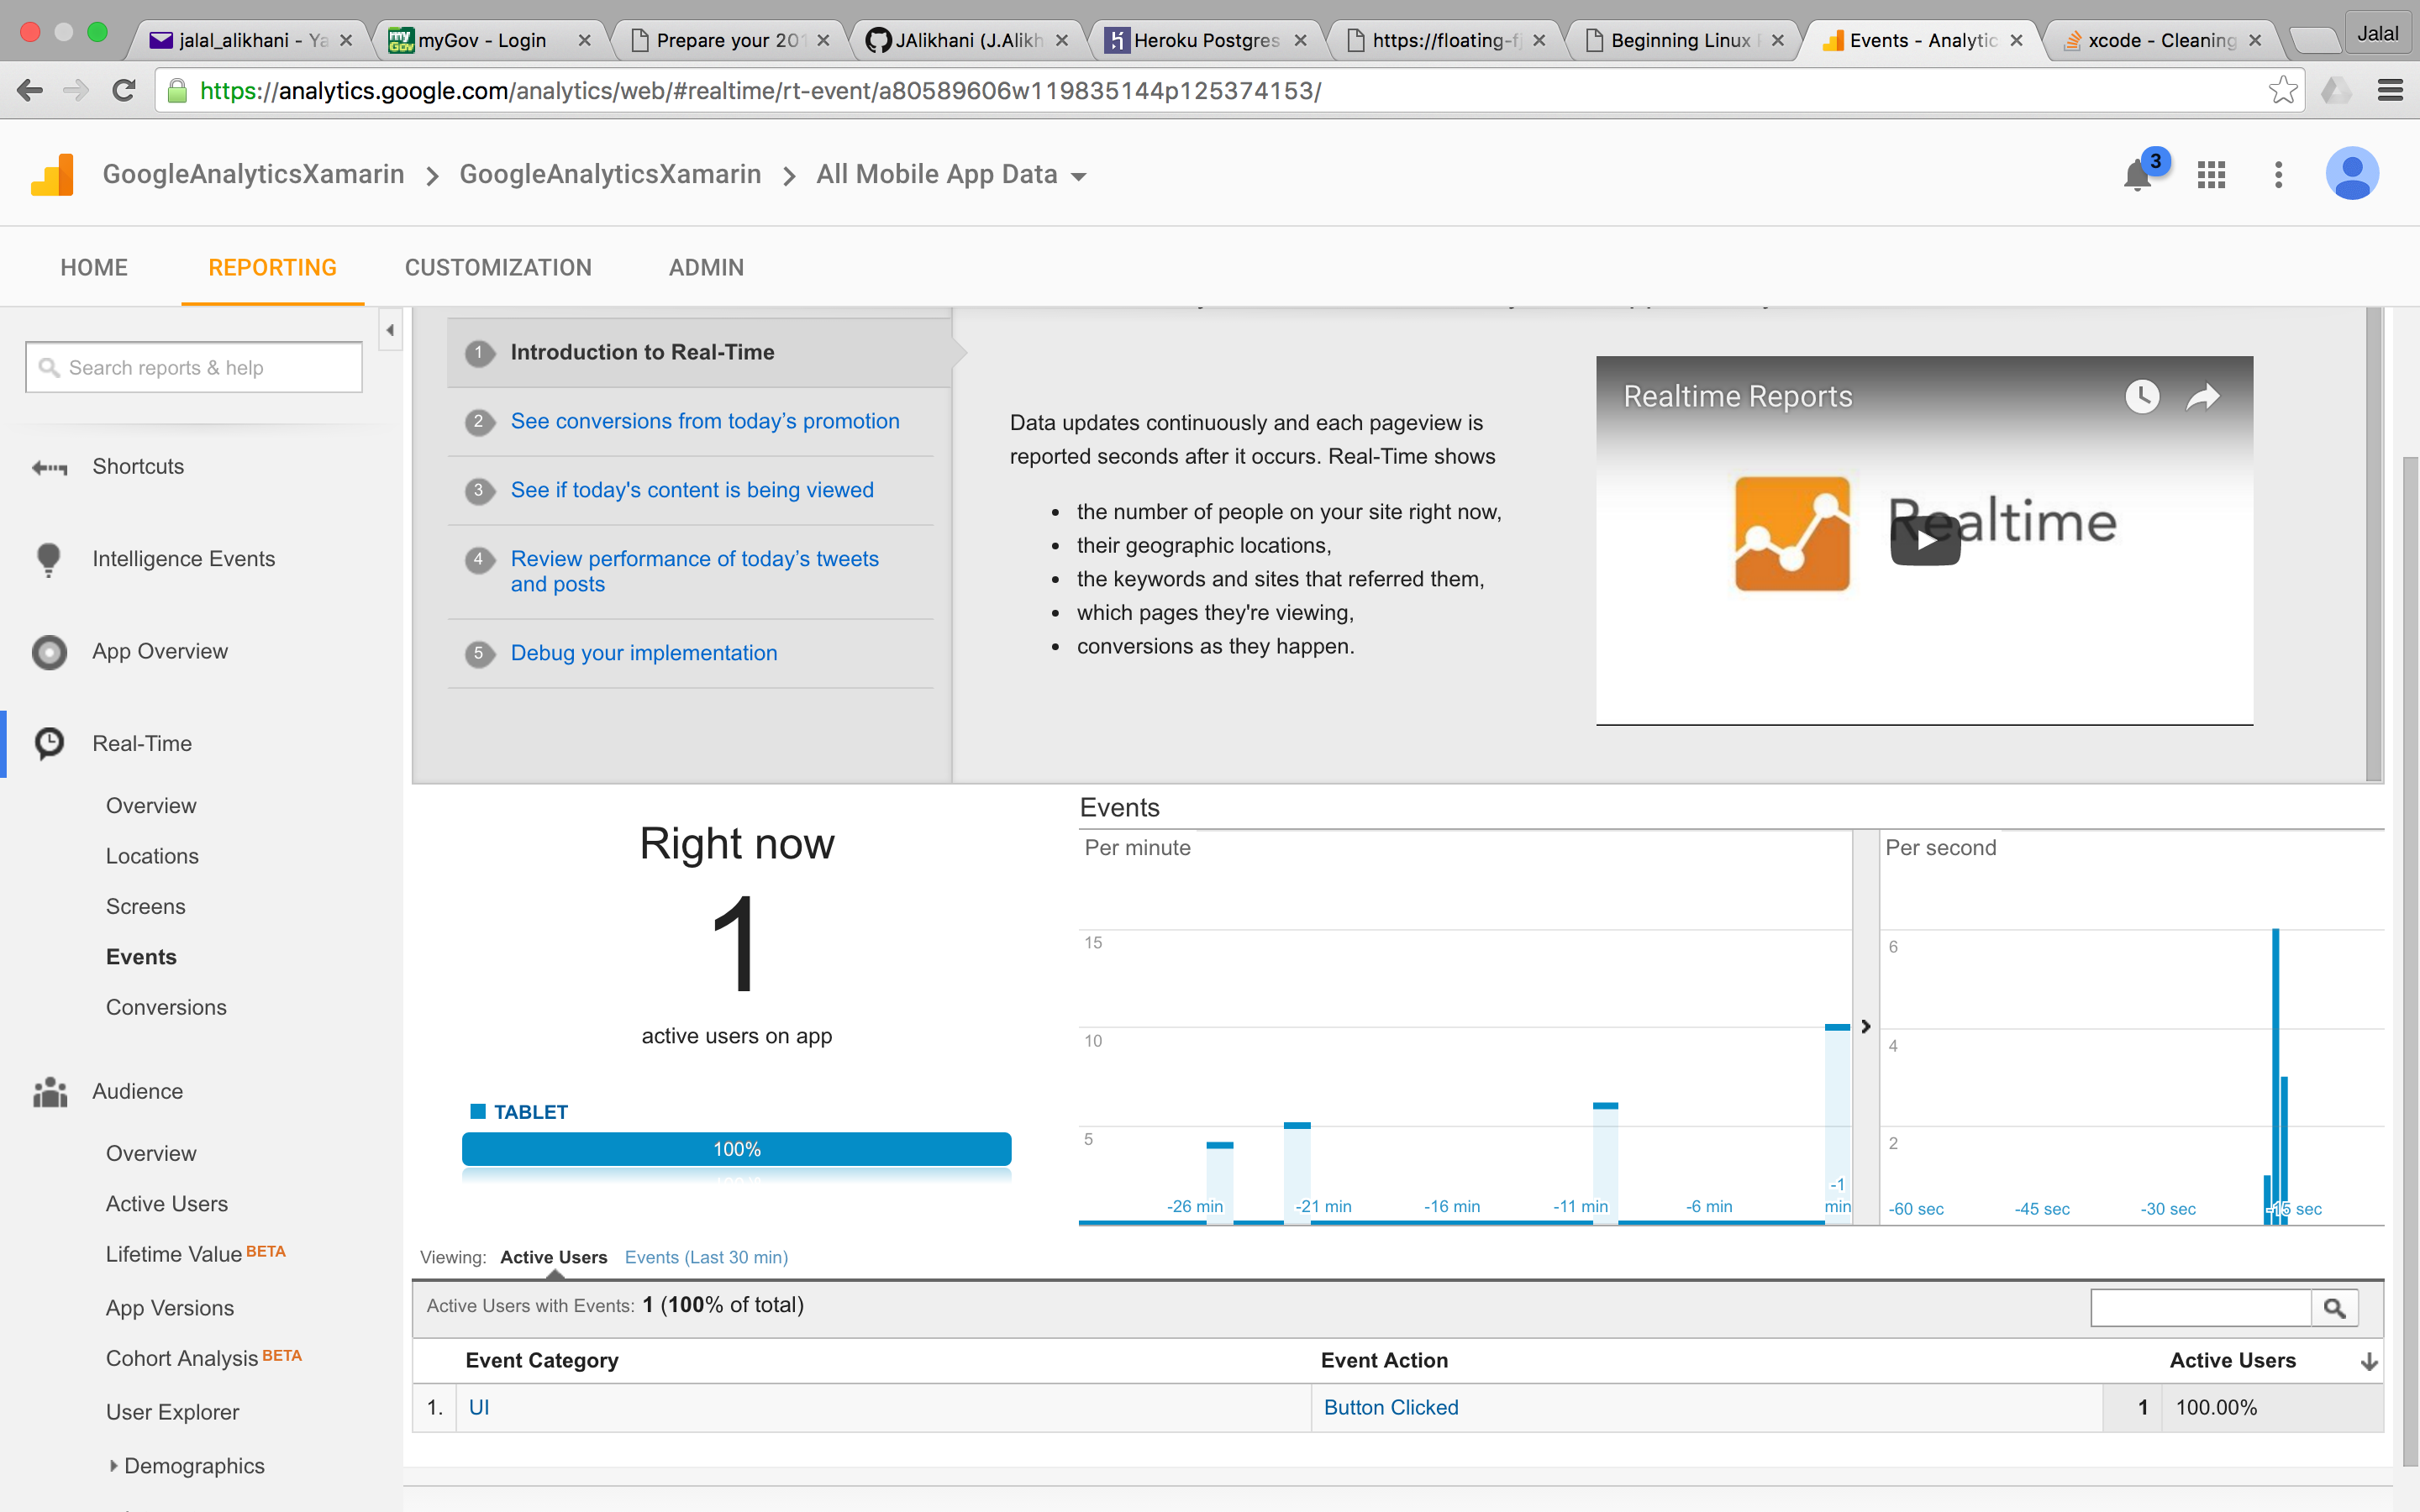 jalal_alikhani - Ya
myGov - Login
Prepare your 201
JAlikhani (J.Alikh
Heroku Postgres
https://floating-f
Beginning Linux
Events - Analytic
xcode - Cleaning
Jalal
https://analytics.google.com/analytics/web/#realtime/rt-event/a80589606w119835144p125374153/
GoogleAnalyticsXamarin > GoogleAnalyticsXamarin > All Mobile App Data
3
HOME
REPORTING
CUSTOMIZATION
ADMIN
Search reports & help
Shortcuts
Intelligence Events
App Overview
Real-Time
Overview
Locations
Screens
Events
Conversions
Audience
Overview
Active Users
Lifetime Value BETA
App Versions
Cohort Analysis BETA
User Explorer
Demographics
1 Introduction to Real-Time
2 See conversions from today’s promotion
3 See if today's content is being viewed
4 Review performance of today’s tweets
and posts
5 Debug your implementation
Data updates continuously and each pageview is
reported seconds after it occurs. Real-Time shows
• the number of people on your site right now,
• their geographic locations,
• the keywords and sites that referred them,
• which pages they're viewing,
• conversions as they happen.
Realtime Reports
Realtime
Right now
1
active users on app
TABLET
100%
Events
Per minute
15
10
5
-26 min
-21 min
-16 min
-11 min
-6 min
-1
min
Per second
6
4
2
-60 sec
-45 sec
-30 sec
-15 sec
Viewing: Active Users Events (Last 30 min)
Active Users with Events: 1 (100% of total)
Event Category
Event Action
Active Users
1. UI
Button Clicked
1
100.00%